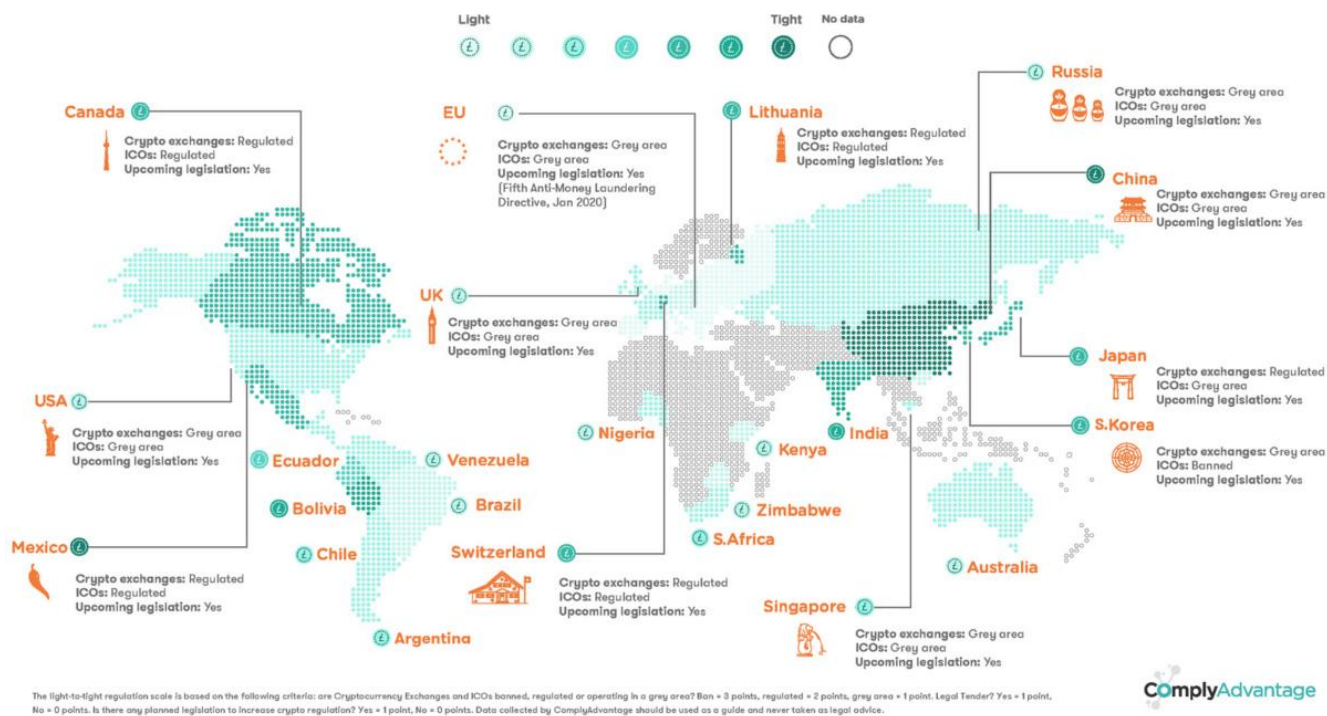 Light
Tight
No data
Canada
Crypto exchanges: Regulated
ICOs: Regulated
Upcoming legislation: Yes
EU
Crypto exchanges: Grey area
ICOs: Grey area
Upcoming legislation: Yes
(Fifth Anti-Money Laundering
Directive, Jan 2020)
Lithuania
Crypto exchanges: Regulated
ICOs: Regulated
Upcoming legislation: Yes
Russia
Crypto exchanges: Grey area
ICOs: Grey area
Upcoming legislation: Yes
China
Crypto exchanges: Grey area
ICOs: Grey area
Upcoming legislation: Yes
UK
Crypto exchanges: Grey area
ICOs: Grey area
Upcoming legislation: Yes
Japan
Crypto exchanges: Regulated
ICOs: Grey area
Upcoming legislation: Yes
USA
Crypto exchanges: Grey area
ICOs: Grey area
Upcoming legislation: Yes
Nigeria
India
Kenya
S.Korea
Crypto exchanges: Grey area
ICOs: Banned
Upcoming legislation: Yes
Ecuador
Venezuela
Bolivia
Brazil
Zimbabwe
S.Africa
Mexico
Crypto exchanges: Regulated
ICOs: Regulated
Upcoming legislation: Yes
Chile
Switzerland
Crypto exchanges: Regulated
ICOs: Regulated
Upcoming legislation: Yes
Australia
Singapore
Crypto exchanges: Grey area
ICOs: Grey area
Upcoming legislation: Yes
Argentina
The light-to-tight regulation scale is based on the following criteria: are Cryptocurrency Exchanges and ICOs banned, regulated or operating in a grey area? Ban = 3 points, regulated = 2 points, grey area = 1 point. Legal Tender? Yes = 1 point,
No = 0 points. Is there any planned legislation to increase crypto regulation? Yes = 1 point, No = 0 points. Data collected by ComplyAdvantage should be used as a guide and never taken as legal advice.
ComplyAdvantage